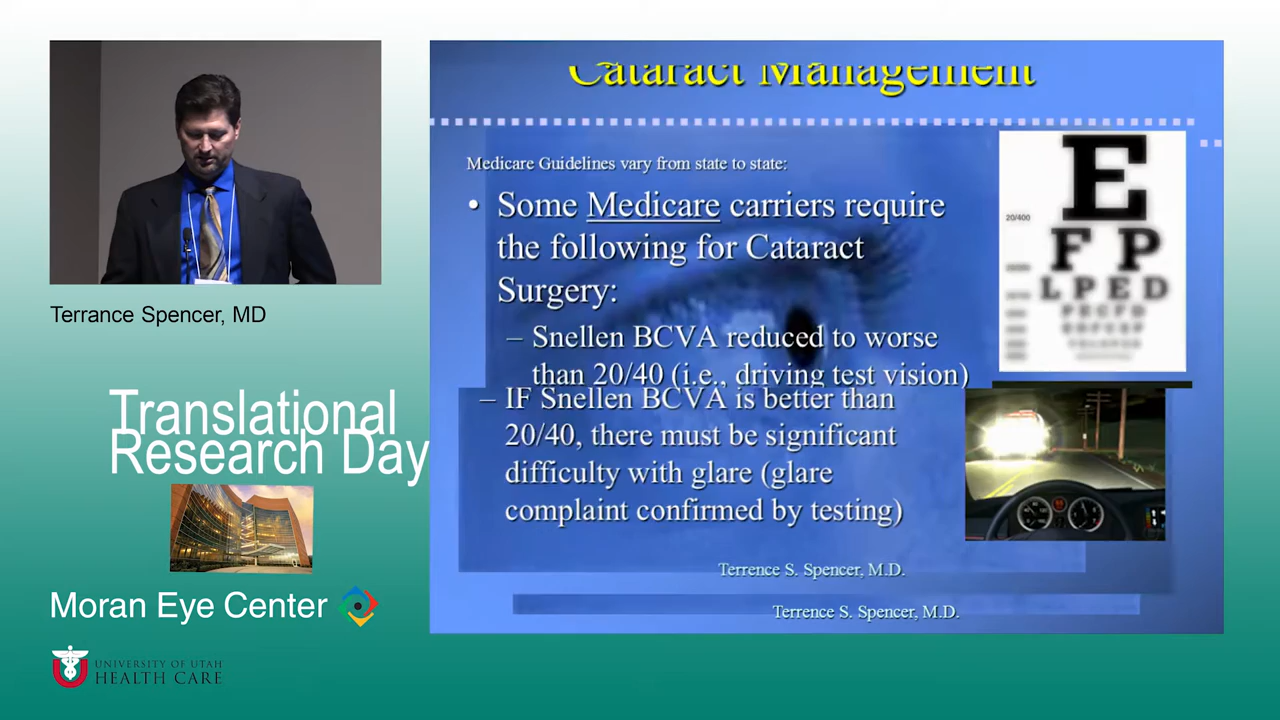 Cataract Management
Medicare Guidelines vary from state to state:
• Some Medicare carriers require
the following for Cataract
Surgery:
– Snellen BCVA reduced to worse
than 20/40 (i.e., driving test vision)
– IF Snellen BCVA is better than
20/40, there must be significant
difficulty with glare (glare
complaint confirmed by testing)
Terrence S. Spencer, M.D.
Terrence S. Spencer, M.D.
E
20/400
F P
L P E D
Terrance Spencer, MD
Translational
Research Day
Moran Eye Center
UNIVERSITY OF UTAH
HEALTH CARE